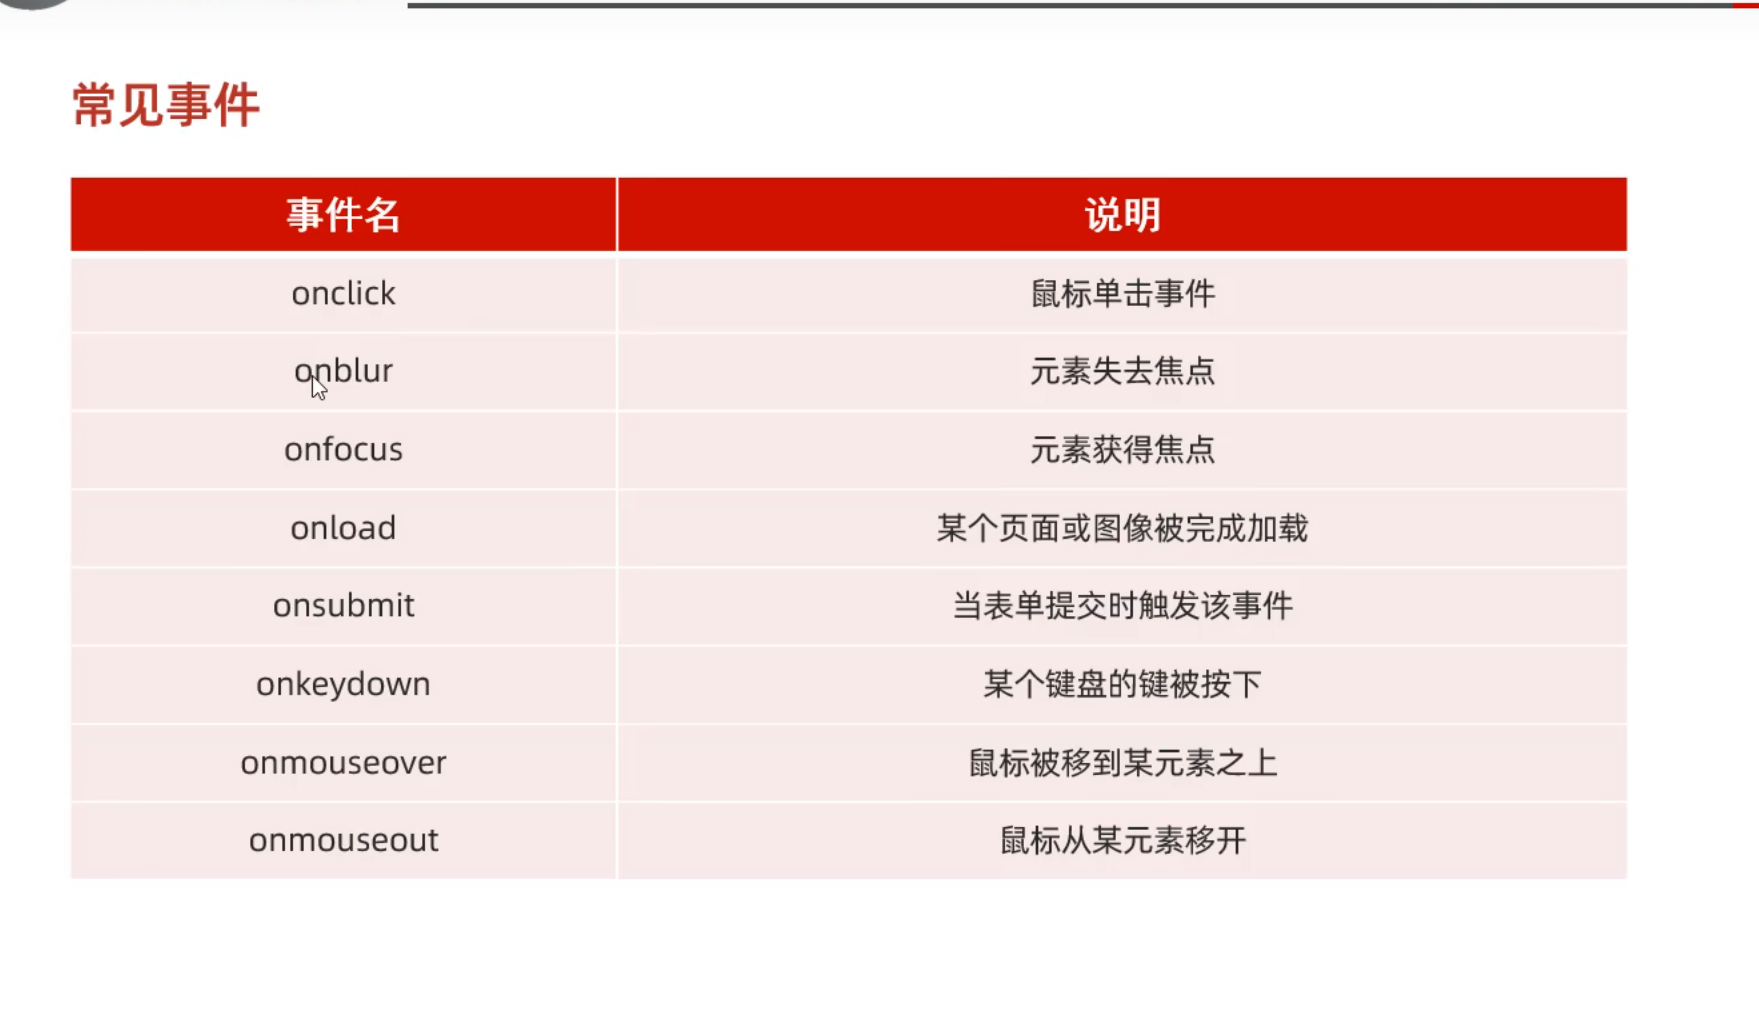 常见事件
事件名 说明
onclick 鼠标单击事件
onblur 元素失去焦点
onfocus 元素获得焦点
onload 某个页面或图像被完成加载
onsubmit 当表单提交时触发该事件
onkeydown 某个键盘的键被按下
onmouseover 鼠标被移到某元素之上
onmouseout 鼠标从某元素移开